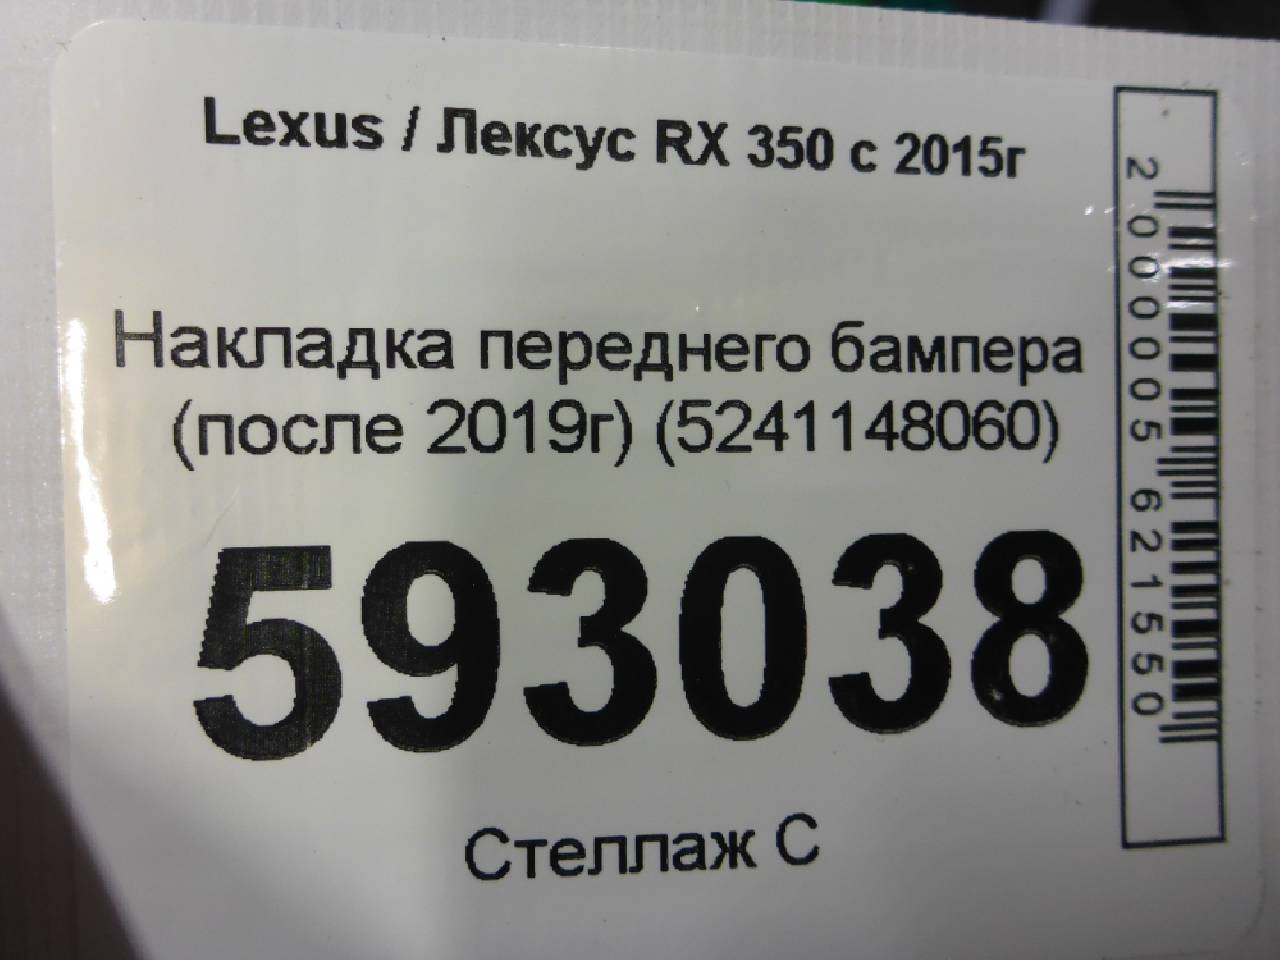 Lexus / Лексус RX 350 с 2015г
Накладка переднего бампера
(после 2019г) (5241148060)
593038
Стеллаж С
2000005621550